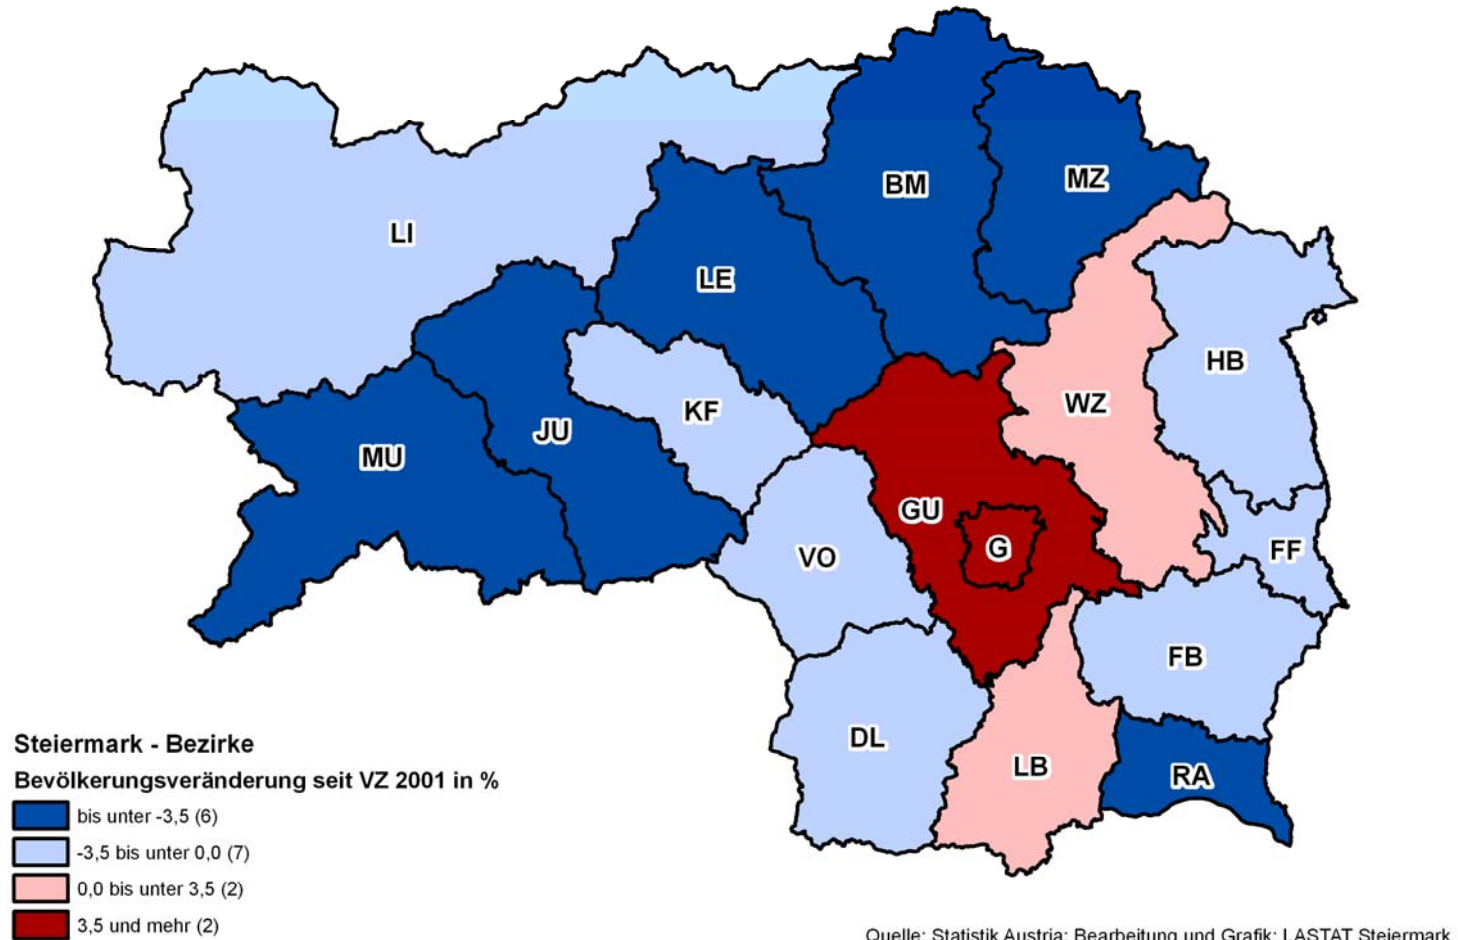 BM
MZ
LI
LE
HB
WZ
KF
JU
MU
GU
G
FF
VO
FB
DL
LB
RA
Steiermark - Bezirke
Bevölkerungsveränderung seit VZ 2001 in %
bis unter -3,5 (6)
-3,5 bis unter 0,0 (7)
0,0 bis unter 3,5 (2)
3,5 und mehr (2)
Quelle: Statistik Austria; Bearbeitung und Grafik: LASTAT Steiermark